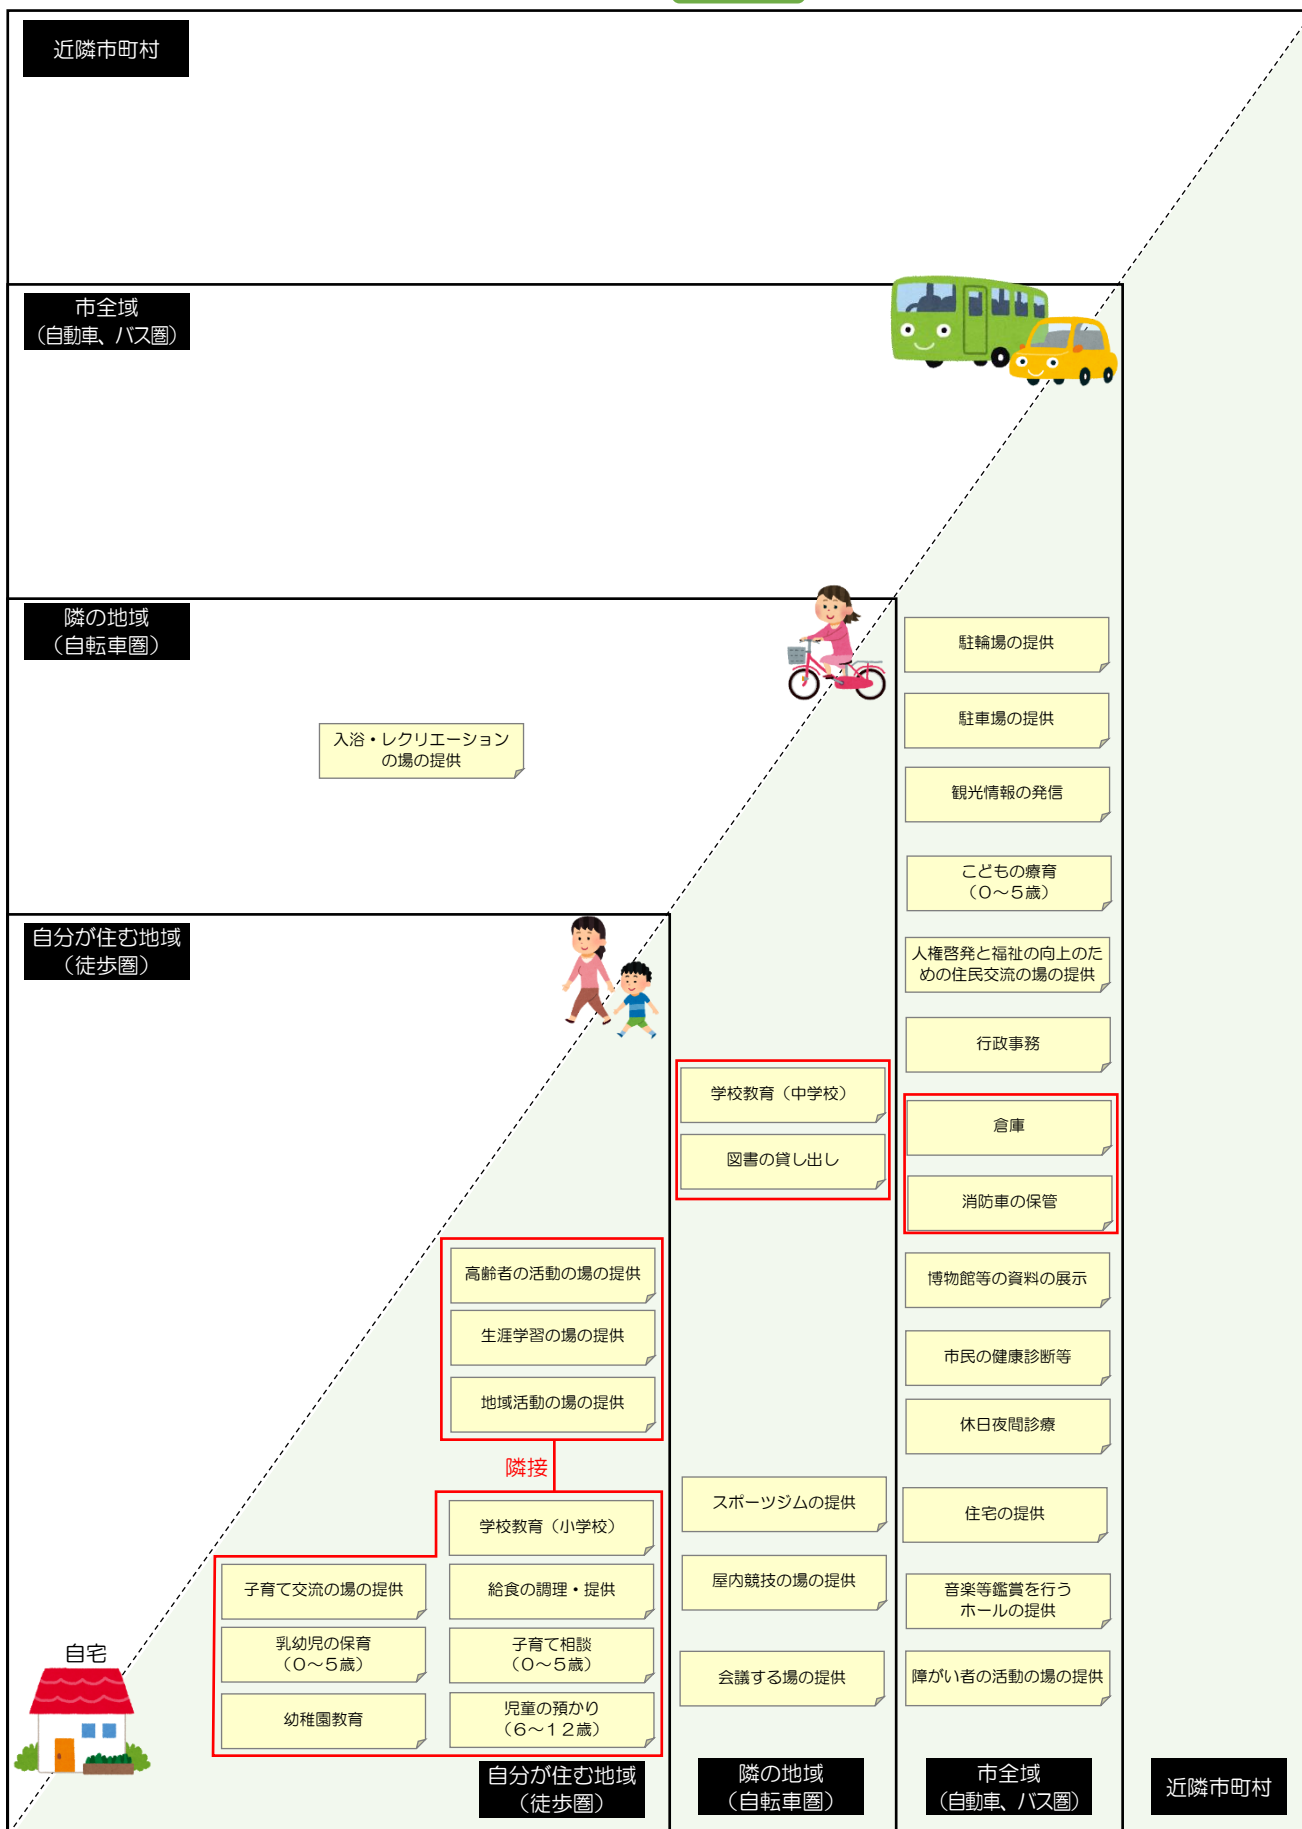 近隣市町村
市全域
（自動車、バス圏）
隣の地域
（自転車圏）
入浴・レクリエーション
の場の提供
自分が住む地域
（徒歩圏）
駐輪場の提供
駐車場の提供
観光情報の発信
こどもの療育
（０～５歳）
人権啓発と福祉の向上のた
めの住民交流の場の提供
行政事務
倉庫
消防車の保管
博物館等の資料の展示
市民の健康診断等
休日夜間診療
住宅の提供
音楽等鑑賞を行う
ホールの提供
障がい者の活動の場の提供
学校教育（中学校）
図書の貸し出し
スポーツジムの提供
屋内競技の場の提供
会議する場の提供
高齢者の活動の場の提供
生涯学習の場の提供
地域活動の場の提供
隣接
学校教育（小学校）
子育て交流の場の提供
給食の調理・提供
乳幼児の保育
（０～５歳）
子育て相談
（０～５歳）
幼稚園教育
児童の預かり
（６～１２歳）
自宅
自分が住む地域
（徒歩圏）
隣の地域
（自転車圏）
市全域
（自動車、バス圏）
近隣市町村